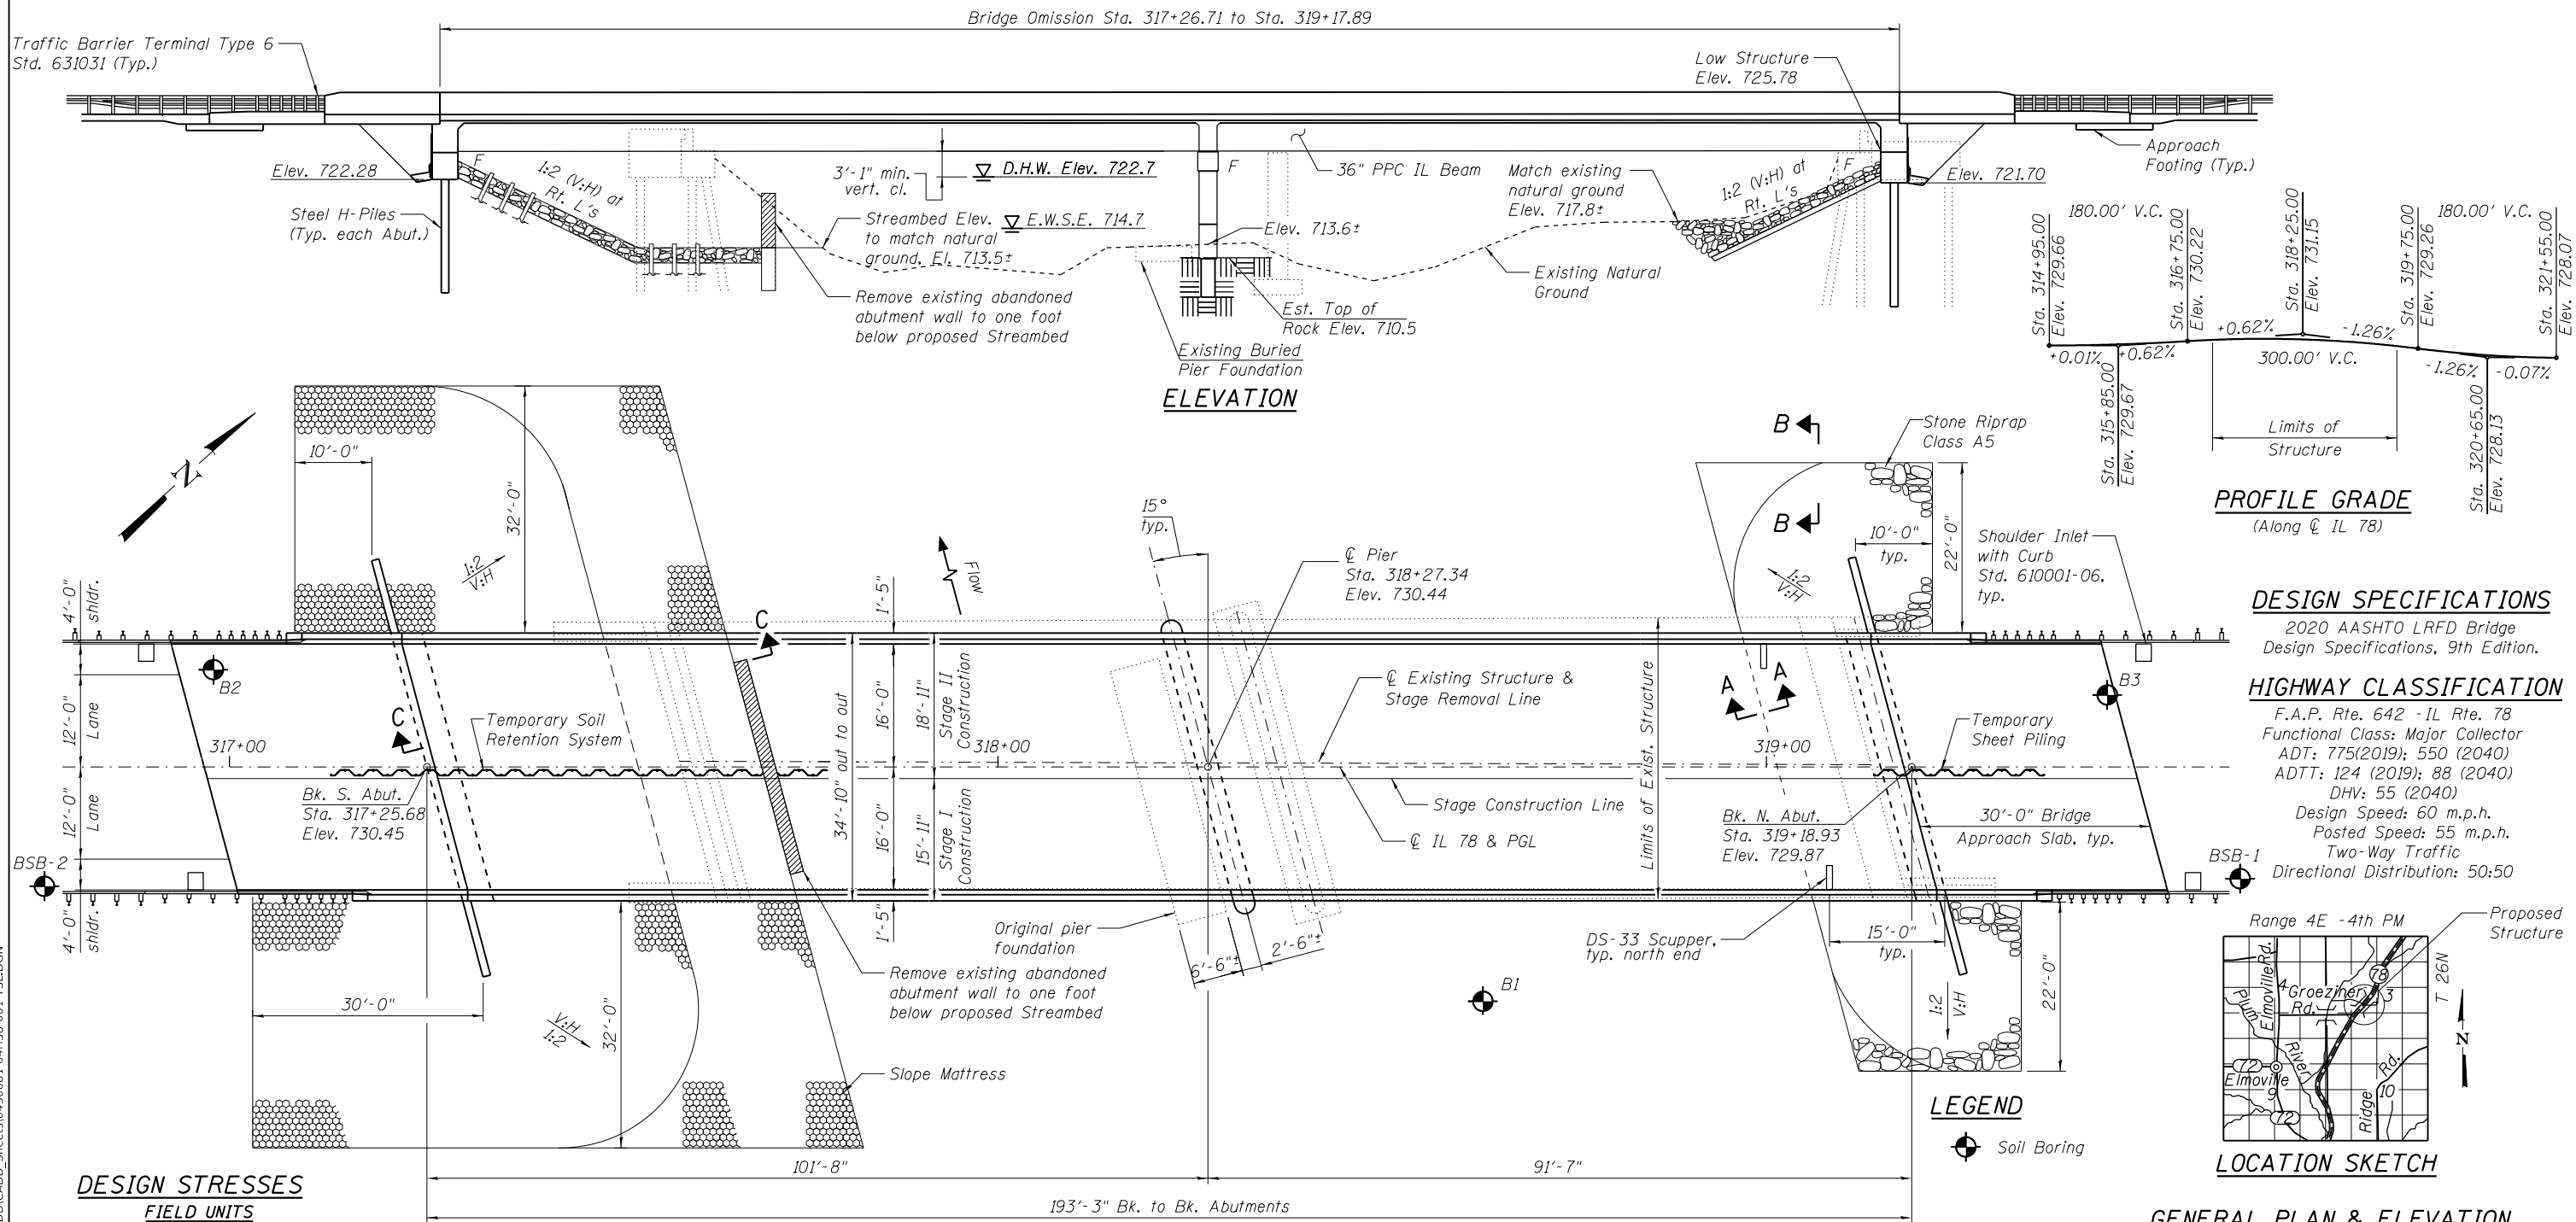 Bridge Omission Sta. 317+26.71 to Sta. 319+17.89
Traffic Barrier Terminal Type 6
Std. 631031 (Typ.)
Low Structure
Elev. 725.78
Elev. 722.28
F
1:2 (V:H) at
Rt. L's
3'-1" min.
vert. cl.
D.H.W. Elev. 722.7
F
36" PPC IL Beam
Match existing
natural ground
Elev. 717.8±
1:2 (V:H) at
Rt. L's
F
Elev. 721.70
Approach
Footing (Typ.)
Steel H-Piles
(Typ. each Abut.)
Streambed Elev.
to match natural
ground, El. 713.5±
E.W.S.E. 714.7
Elev. 713.6±
Existing Natural
Ground
Remove existing abandoned
abutment wall to one foot
below proposed Streambed
Est. Top of
Rock Elev. 710.5
Existing Buried
Pier Foundation
ELEVATION
180.00' V.C.
180.00' V.C.
Sta. 314+95.00
Elev. 729.66
Sta. 316+75.00
Elev. 730.22
Sta. 318+25.00
Elev. 731.15
Sta. 319+75.00
Elev. 729.26
Sta. 321+55.00
Elev. 728.07
+0.01%
+0.62%
+0.62%
-1.26%
300.00' V.C.
-1.26%
-0.07%
Sta. 315+85.00
Elev. 729.67
Sta. 320+65.00
Elev. 728.13
Limits of
Structure
PROFILE GRADE
(Along ℄ IL 78)
N
10'-0"
32'-0"
1:2
V:H
15°
typ.
Flow
℄ Pier
Sta. 318+27.34
Elev. 730.44
B
B
Stone Riprap
Class A5
10'-0"
typ.
22'-0"
1:2
V:H
Shoulder Inlet
with Curb
Std. 610001-06,
typ.
DESIGN SPECIFICATIONS
2020 AASHTO LRFD Bridge
Design Specifications, 9th Edition.
HIGHWAY CLASSIFICATION
F.A.P. Rte. 642 - IL Rte. 78
Functional Class: Major Collector
ADT: 775(2019); 550 (2040)
ADTT: 124 (2019); 88 (2040)
DHV: 55 (2040)
Design Speed: 60 m.p.h.
Posted Speed: 55 m.p.h.
Two-Way Traffic
Directional Distribution: 50:50
4'-0"
shldr.
12'-0"
Lane
12'-0"
Lane
4'-0"
shldr.
B2
C
C
317+00
Temporary Soil
Retention System
Bk. S. Abut.
Sta. 317+25.68
Elev. 730.45
BSB-2
34'-10" out to out
1'-5"
16'-0"
16'-0"
1'-5"
18'-11"
Stage II
Construction
15'-11"
Stage I
Construction
318+00
℄ Existing Structure &
Stage Removal Line
Stage Construction Line
℄ IL 78 & PGL
Limits of Exist. Structure
A
A
319+00
B3
Temporary
Sheet Piling
Bk. N. Abut.
Sta. 319+18.93
Elev. 729.87
30'-0" Bridge
Approach Slab, typ.
BSB-1
Original pier
foundation
6'-6"±
2'-6"±
DS-33 Scupper,
typ. north end
15'-0"
typ.
B1
22'-0"
1:2
V:H
Remove existing abandoned
abutment wall to one foot
below proposed Streambed
30'-0"
V:H
1:2
32'-0"
Slope Mattress
LEGEND
Soil Boring
Range 4E - 4th PM
Proposed
Structure
T 26N
N
Elmoville Rd.
4
Groeziner
Rd.
3
78
Plum
River
72
Elmoville
9
72
10
Ridge
Rd.
LOCATION SKETCH
101'-8"
91'-7"
193'-3" Bk. to Bk. Abutments
DESIGN STRESSES
FIELD UNITS
GENERAL PLAN & ELEVATION